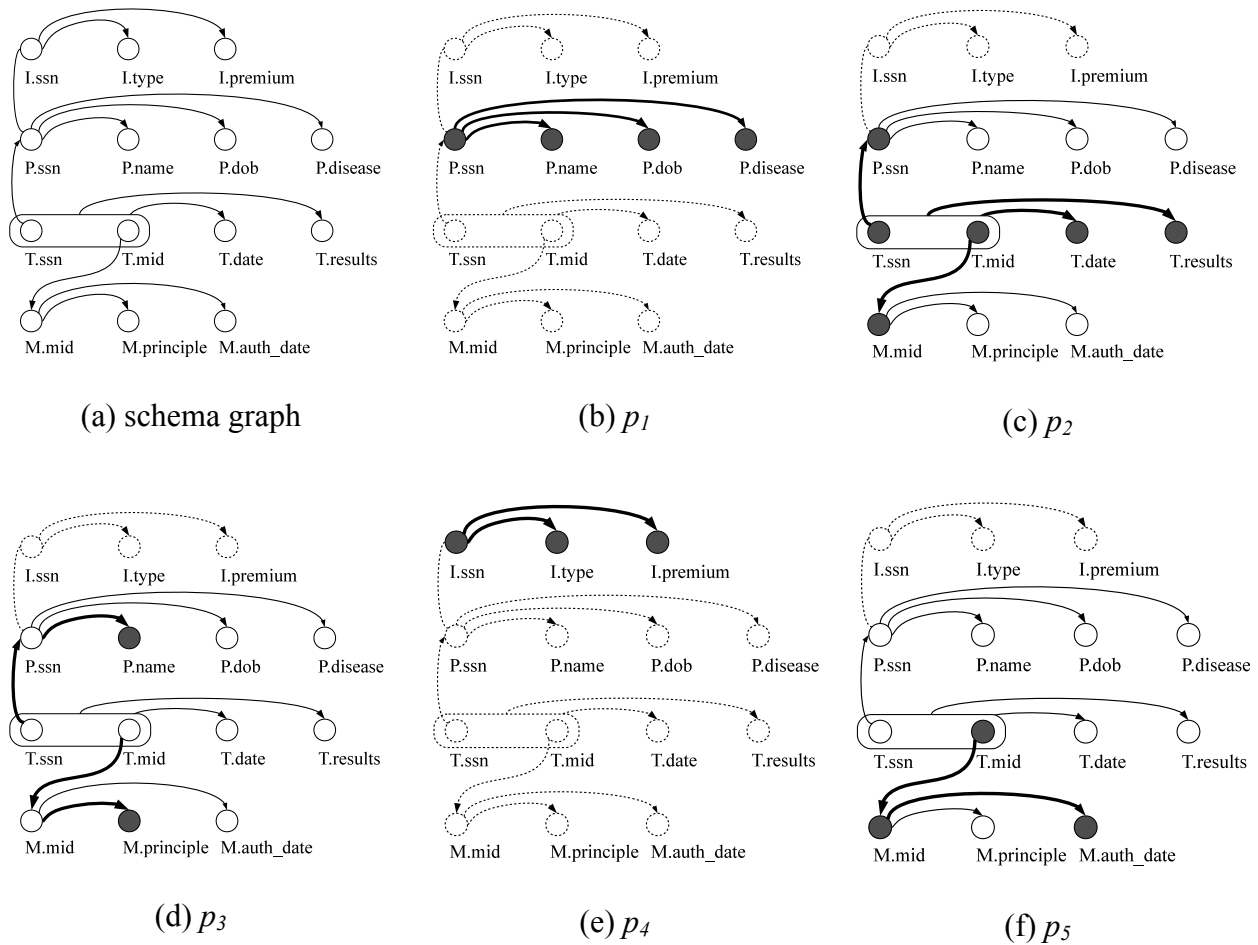 I.ssn I.type I.premium
P.ssn P.name P.dob P.disease
T.ssn T.mid T.date T.results
M.mid M.principle M.auth_date
(a) schema graph
I.ssn I.type I.premium
P.ssn P.name P.dob P.disease
T.ssn T.mid T.date T.results
M.mid M.principle M.auth_date
(b) p1
I.ssn I.type I.premium
P.ssn P.name P.dob P.disease
T.ssn T.mid T.date T.results
M.mid M.principle M.auth_date
(c) p2
I.ssn I.type I.premium
P.ssn P.name P.dob P.disease
T.ssn T.mid T.date T.results
M.mid M.principle M.auth_date
(d) p3
I.ssn I.type I.premium
P.ssn P.name P.dob P.disease
T.ssn T.mid T.date T.results
M.mid M.principle M.auth_date
(e) p4
I.ssn I.type I.premium
P.ssn P.name P.dob P.disease
T.ssn T.mid T.date T.results
M.mid M.principle M.auth_date
(f) p5